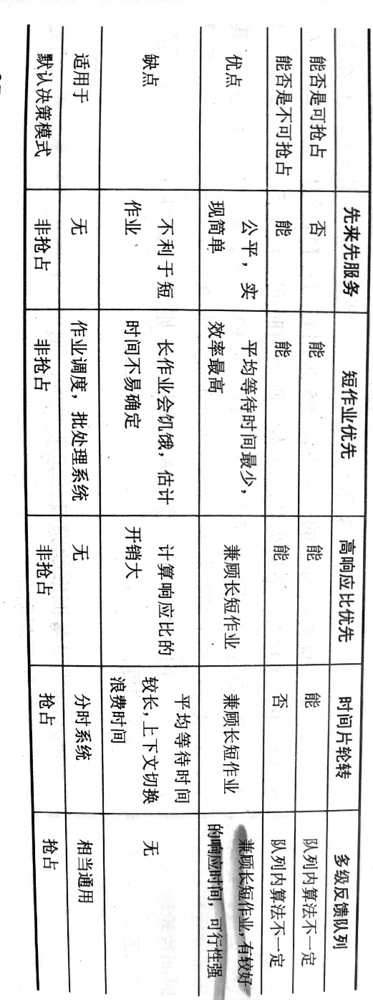 先来先服务 短作业优先 高响应比优先 时间片轮转 多级反馈队列
能否是可抢占 否 能 能 能 队列内算法不一定
能否是不可抢占 能 能 能 否 队列内算法不一定
优点 公平，实 平均等待时间最少， 兼顾长短作业 兼顾长短作业 兼顾长短作业，有较好
现简单 效率最高 的响应时间，可行性强
缺点 不利于短 长作业会饥饿，估计 计算响应比的 平均等待时间 无
作业 时间不易确定 开销大 较长，上下文切换
浪费时间
适用于 无 作业调度，批处理系统 无 分时系统 相当通用
默认决策模式 非抢占 非抢占 非抢占 抢占 抢占